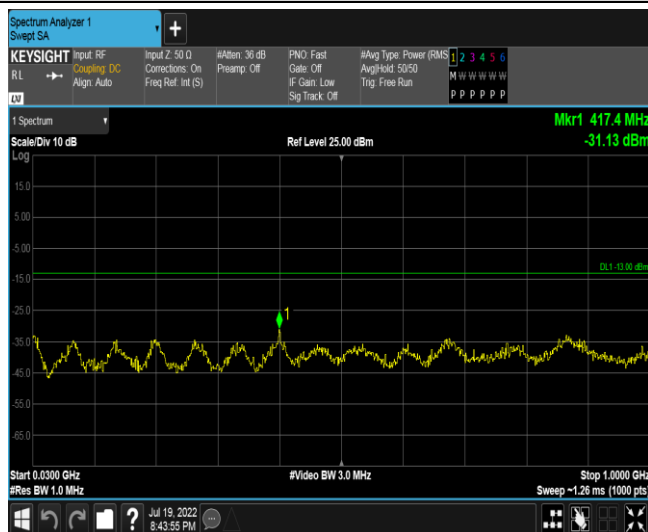 Spectrum Analyzer 1
Swept SA
KEYSIGHT
RL
LXI
Input: RF
Coupling: DC
Align: Auto
Input Z: 50 Ω
Corrections: On
Freq Ref: Int (S)
#Atten: 36 dB
Preamp: Off
PNO: Fast
Gate: Off
IF Gain: Low
Sig Track: Off
#Avg Type: Power (RMS
Avg|Hold: 50/50
Trig: Free Run
1 2 3 4 5 6
M W W W W W
P P P P P P
1 Spectrum
Mkr1 417.4 MHz
-31.13 dBm
Scale/Div 10 dB
Ref Level 25.00 dBm
Log
15.0
5.00
-5.00
DL1 -13.00 dBm
-15.0
-25.0
1
-35.0
-45.0
-55.0
-65.0
Start 0.0300 GHz
#Video BW 3.0 MHz
Stop 1.0000 GHz
#Res BW 1.0 MHz
Sweep ~1.26 ms (1000 pts)
?
Jul 19, 2022
8:43:55 PM